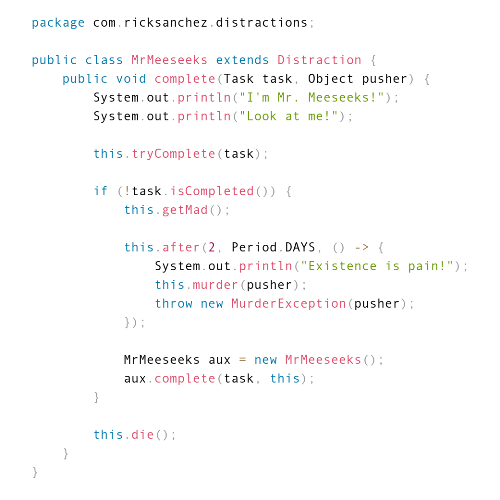 package com.ricksanchez.distractions;

public class MrMeeseeks extends Distraction {
    public void complete(Task task, Object pusher) {
        System.out.println("I'm Mr. Meeseeks!");
        System.out.println("Look at me!");

        this.tryComplete(task);

        if (!task.isCompleted()) {
            this.getMad();

            this.after(2, Period.DAYS, () -> {
                System.out.println("Existence is pain!");
                this.murder(pusher);
                throw new MurderException(pusher);
            });

            MrMeeseeks aux = new MrMeeseeks();
            aux.complete(task, this);
        }

        this.die();
    }
}